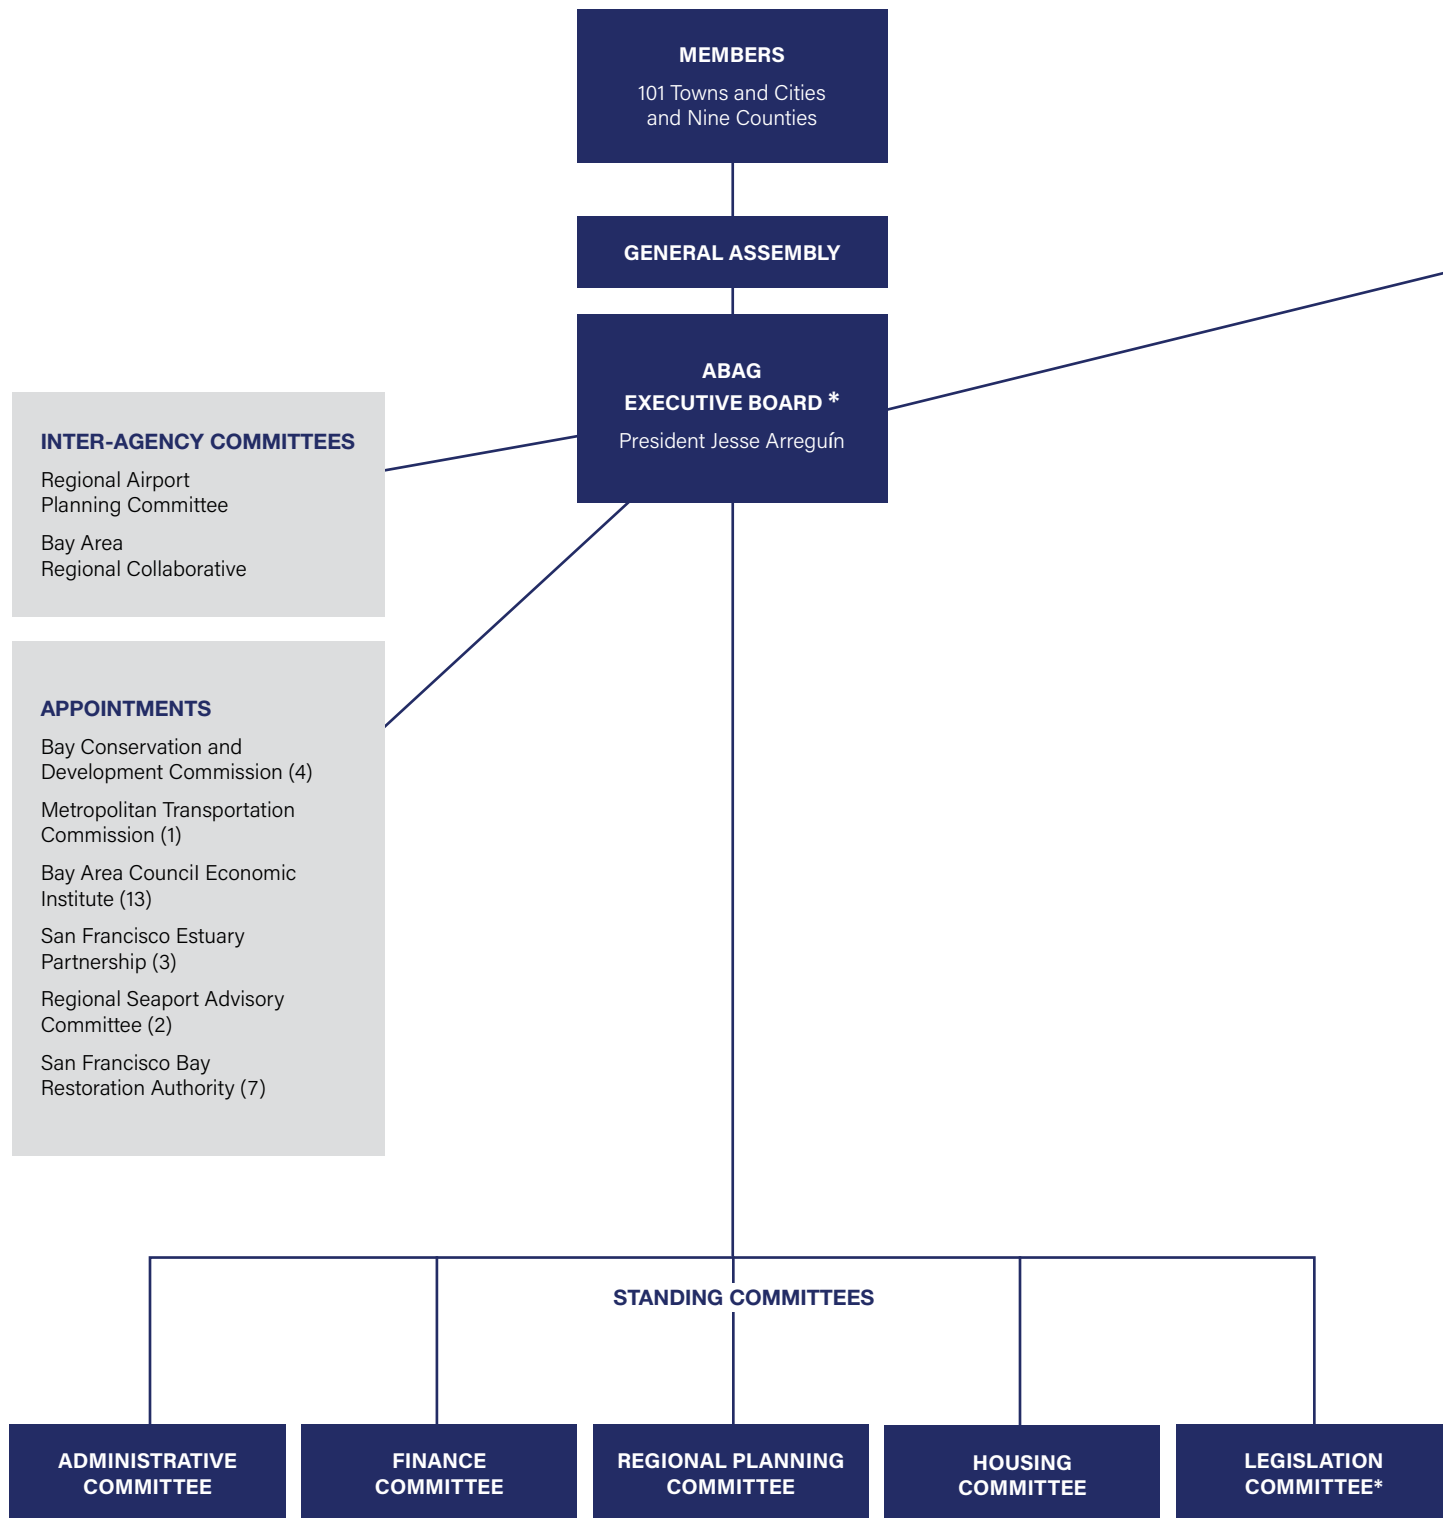 MEMBERS
101 Towns and Cities
and Nine Counties
GENERAL ASSEMBLY
ABAG
EXECUTIVE BOARD *
President Jesse Arreguín
INTER-AGENCY COMMITTEES
Regional Airport
Planning Committee
Bay Area
Regional Collaborative
APPOINTMENTS
Bay Conservation and
Development Commission (4)
Metropolitan Transportation
Commission (1)
Bay Area Council Economic
Institute (13)
San Francisco Estuary
Partnership (3)
Regional Seaport Advisory
Committee (2)
San Francisco Bay
Restoration Authority (7)
STANDING COMMITTEES
ADMINISTRATIVE
COMMITTEE
FINANCE
COMMITTEE
REGIONAL PLANNING
COMMITTEE
HOUSING
COMMITTEE
LEGISLATION
COMMITTEE*